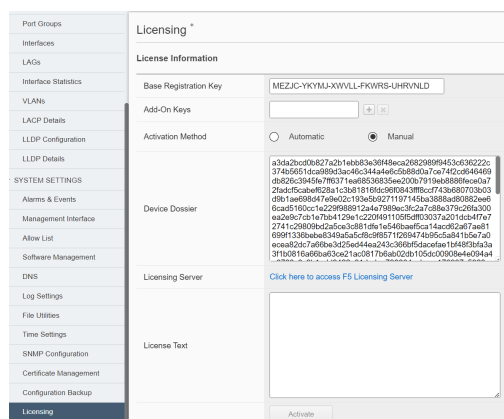 Port Groups
Interfaces
LAGs
Interface Statistics
VLANs
LACP Details
LLDP Configuration
LLDP Details
SYSTEM SETTINGS
Alarms & Events
Management Interface
Allow List
Software Management
DNS
Log Settings
File Utilities
Time Settings
SNMP Configuration
Certificate Management
Configuration Backup
Licensing
Licensing *
License Information
Base Registration Key
MEZJC-YKYMJ-XWVLL-FKWRS-UHRVNLD
Add-On Keys
Activation Method
Automatic
Manual
Device Dossier
a3da2bcd0b827a2b1ebb83e36f48eca2682989f9453c636222c
374b5651dca989d3ac46c344a4e6c5b88d0a7ce74f2cd646469
db826c3945fe7ff6371ea68536835ee200b7919eb8886fece0a7
2fadcf5cabef628a1c3b81816fdc96f0843fff8ccf743b680703b03
d9b1ae698d47e9e02c193e5b9271197145ba3888ad80882ee6
6cad5160cc1e229f988912a4e7989ec3fc2a7c88e379c26fa300
ea2e9c7cb1e7bb4129e1c220f491105f5dff03037a201dcb4f7e7
2741c29809bd2a5ce3c881dfe1e546baef5ca14acd62a67ae81
699f1336bebe8349a5a5cf8c9f8571f269474b95c5a841b5e7a0
ecea82dc7a66be3d25ed44ea243c366bf5dacefae1bf48f3bfa3a
3f1b0816a66ba63ce21ac0817b6ab02db105dc00908e4e094a4
Licensing Server
Click here to access F5 Licensing Server
License Text
Activate